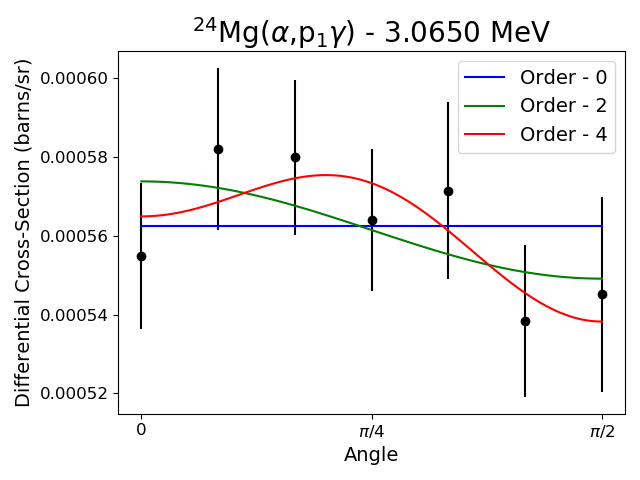 ²⁴Mg(α,p₁γ) - 3.0650 MeV
Differential Cross-Section (barns/sr)
0.00060
0.00058
0.00056
0.00054
0.00052
Order - 0
Order - 2
Order - 4
0
π/4
π/2
Angle